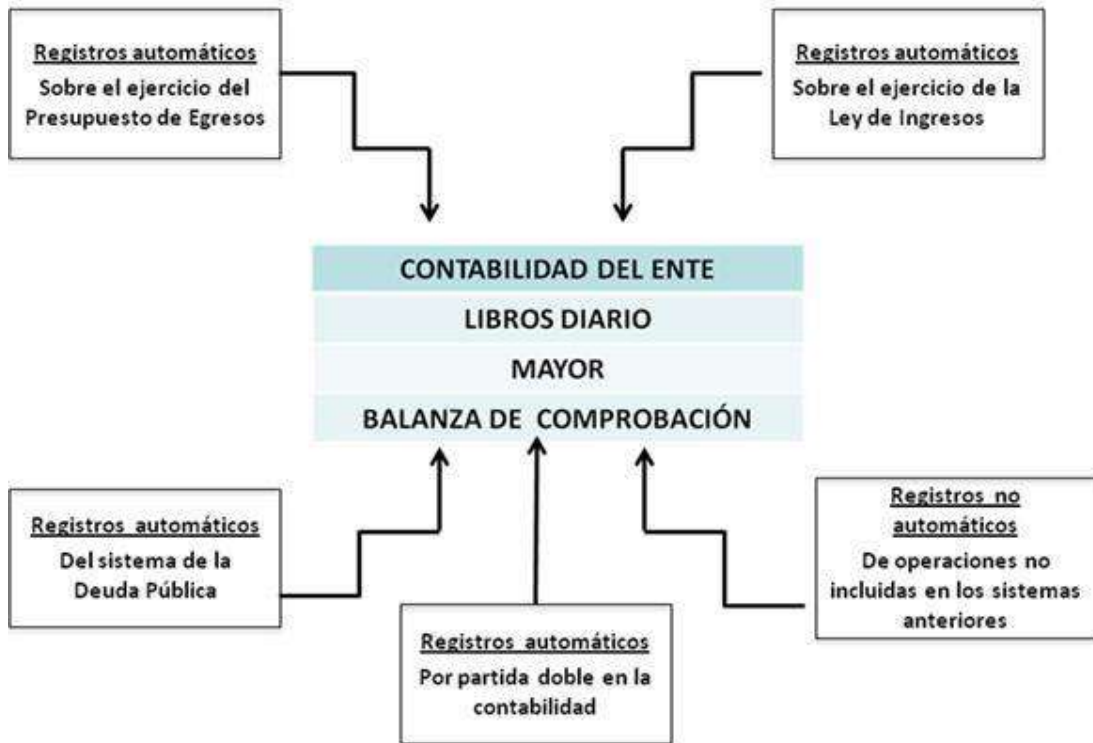 Registros automáticos
Sobre el ejercicio del
Presupuesto de Egresos
Registros automáticos
Sobre el ejercicio de la
Ley de Ingresos
CONTABILIDAD DEL ENTE
LIBROS DIARIO
MAYOR
BALANZA DE COMPROBACIÓN
Registros automáticos
Del sistema de la
Deuda Pública
Registros automáticos
Por partida doble en la
contabilidad
Registros no
automáticos
De operaciones no
incluidas en los sistemas
anteriores